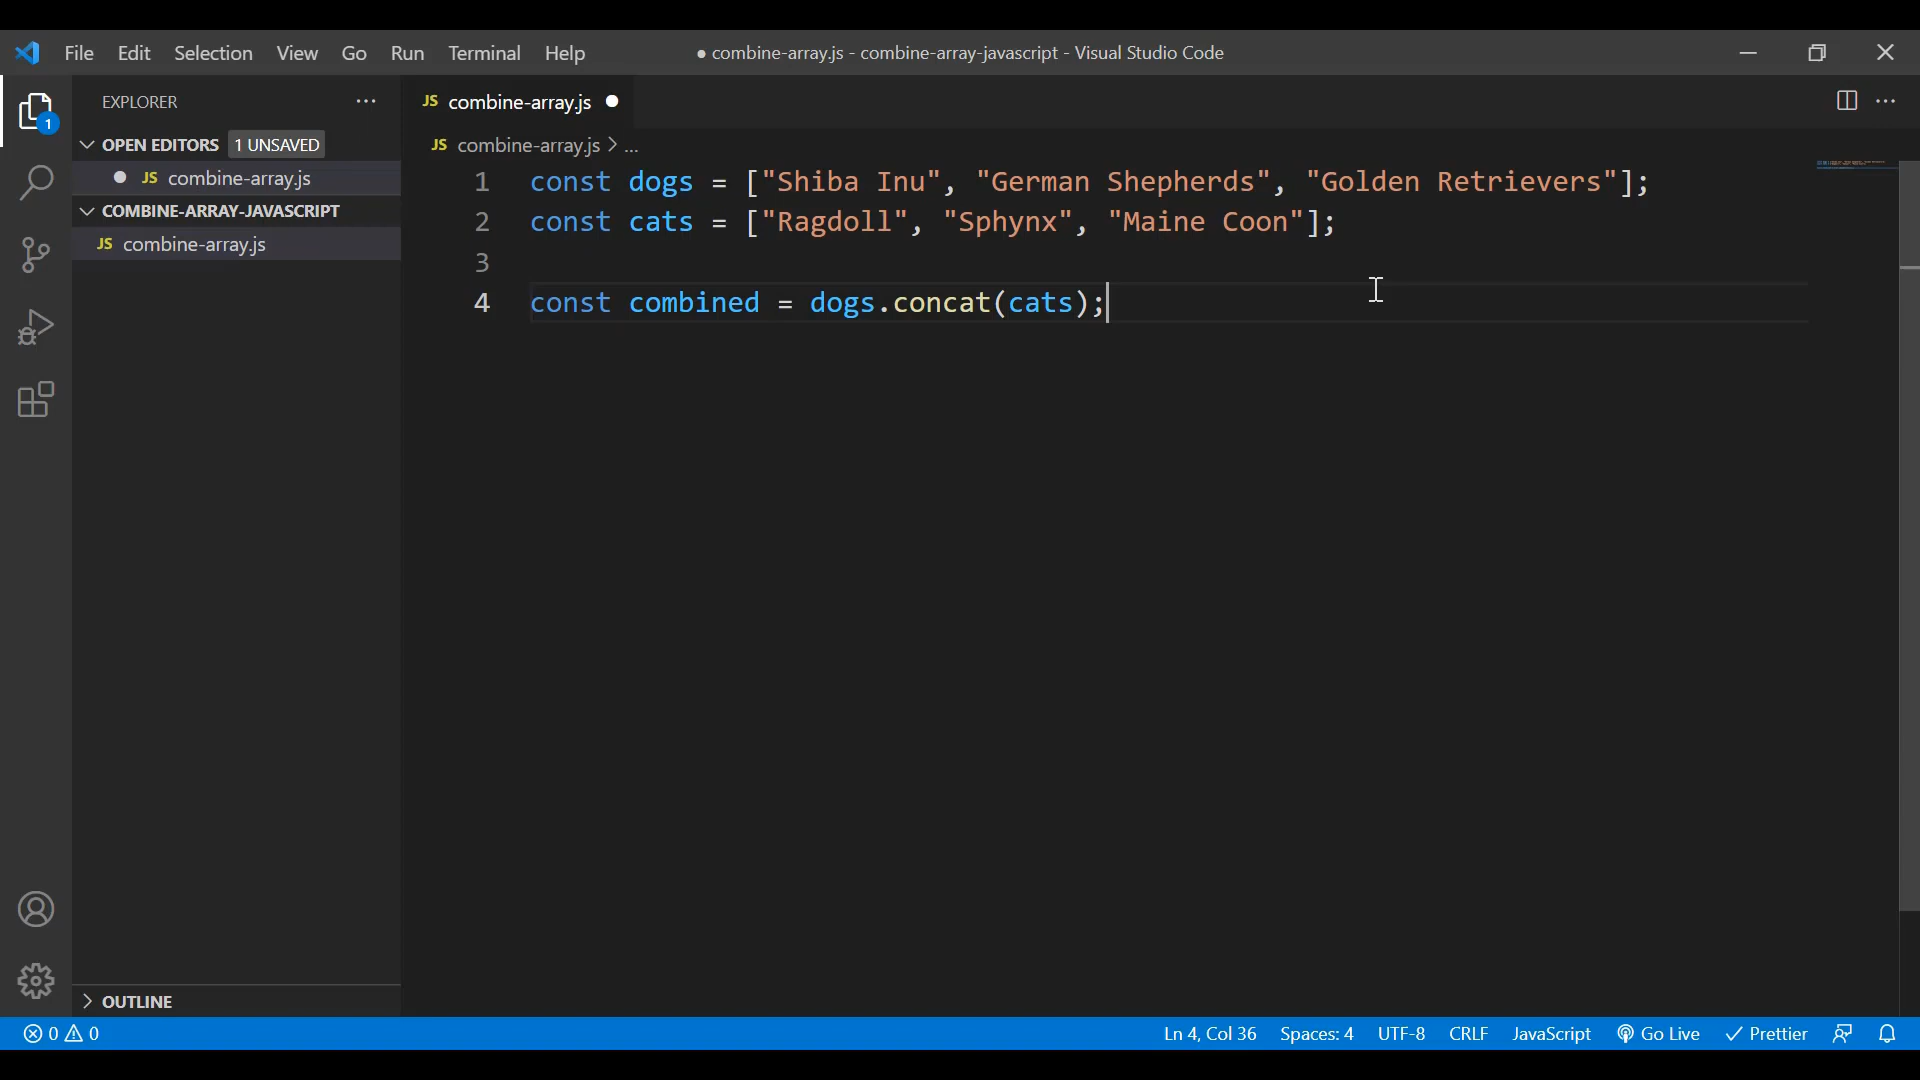 File Edit Selection View Go Run Terminal Help ● combine-array.js - combine-array-javascript - Visual Studio Code
EXPLORER ···
JS combine-array.js ●
1
OPEN EDITORS 1 UNSAVED
JS combine-array.js > ...
● JS combine-array.js
COMBINE-ARRAY-JAVASCRIPT
JS combine-array.js
1 const dogs = ["Shiba Inu", "German Shepherds", "Golden Retrievers"];
2 const cats = ["Ragdoll", "Sphynx", "Maine Coon"];
3
4 const combined = dogs.concat(cats);
OUTLINE
0 0 Ln 4, Col 36 Spaces: 4 UTF-8 CRLF JavaScript Go Live Prettier